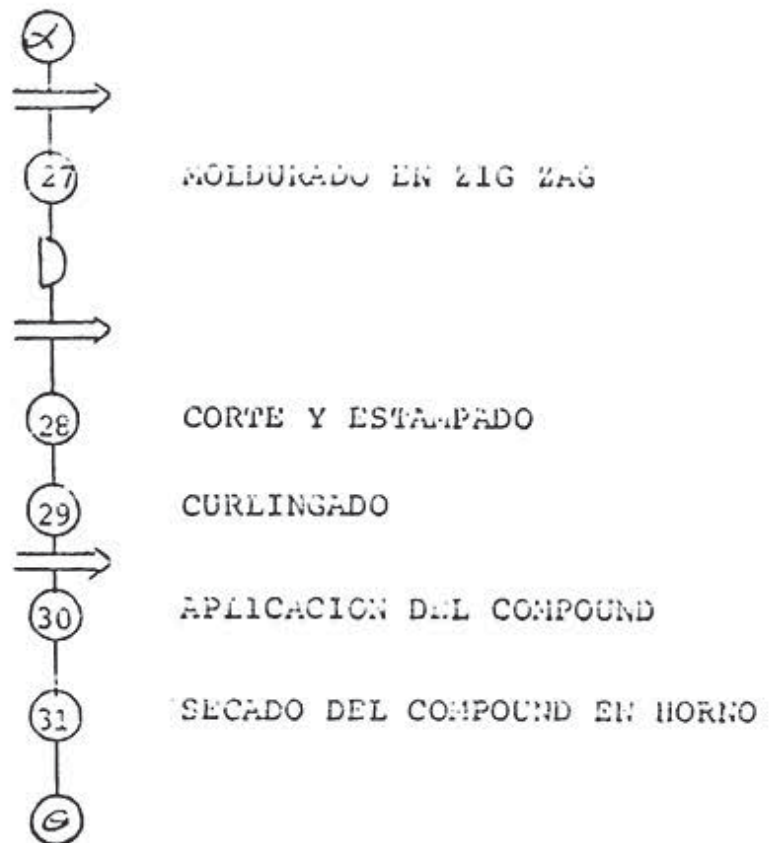 27 MOLDURADO EN ZIG ZAG
28 CORTE Y ESTAMPADO
29 CURLINGADO
30 APLICACION DEL COMPOUND
31 SECADO DEL COMPOUND EN HORNO